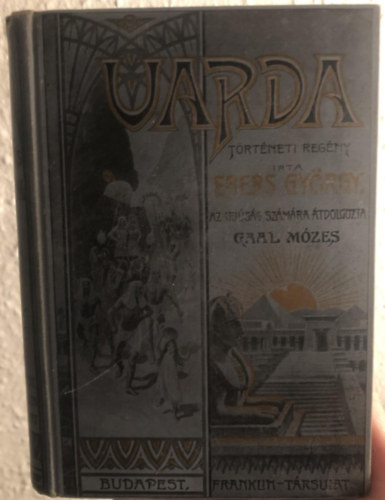 UARDA
TÖRTÉNETI REGÉNY
IRTA
EBERS GYÖRGY
AZ IFJÚSÁG SZÁMÁRA ÁTDOLGOZTA
GAAL MÓZES
BUDAPEST,
FRANKLIN-TÁRSULAT